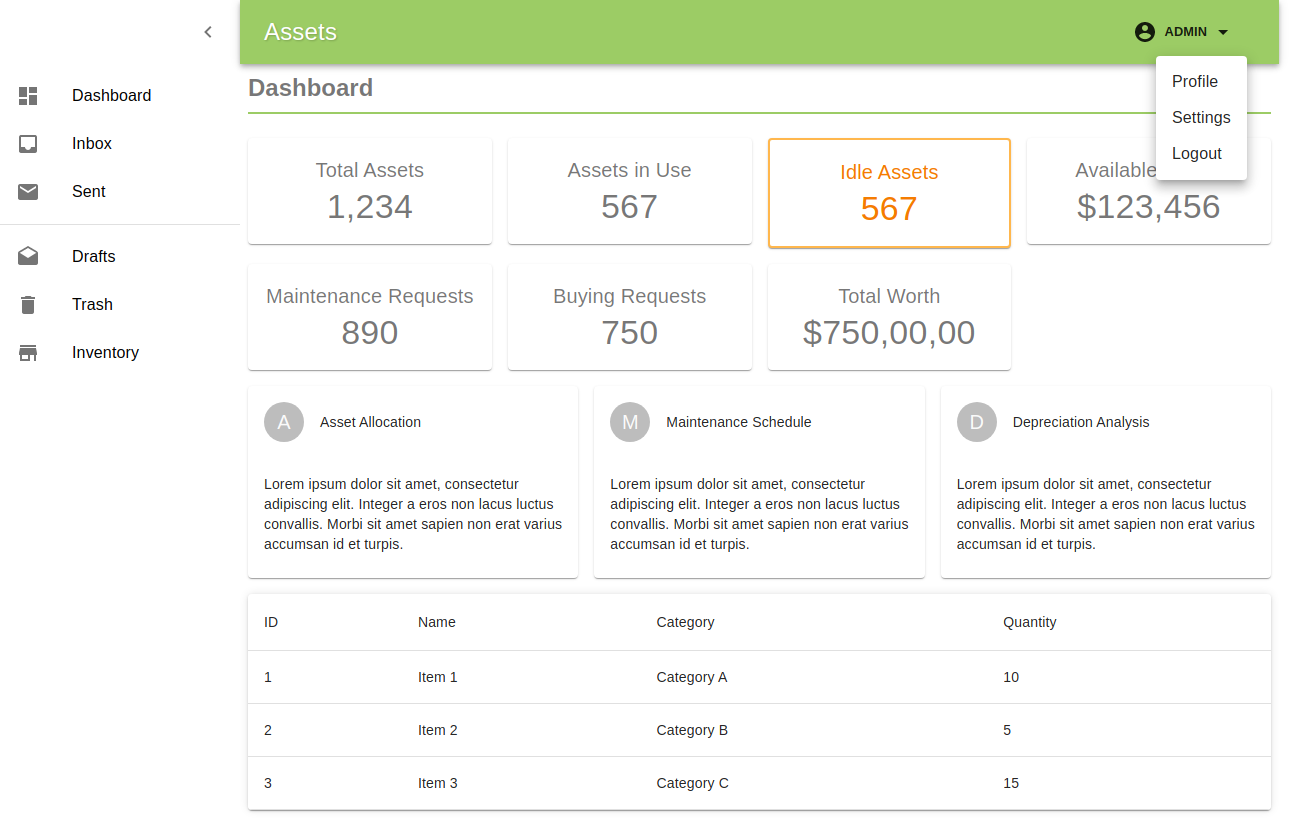 Assets
ADMIN
Profile
Settings
Logout
Dashboard
Inbox
Sent
Drafts
Trash
Inventory
Dashboard
Total Assets
1,234
Assets in Use
567
Idle Assets
567
Available
$123,456
Maintenance Requests
890
Buying Requests
750
Total Worth
$750,00,00
A
Asset Allocation
Lorem ipsum dolor sit amet, consectetur
adipiscing elit. Integer a eros non lacus luctus
convallis. Morbi sit amet sapien non erat varius
accumsan id et turpis.
M
Maintenance Schedule
Lorem ipsum dolor sit amet, consectetur
adipiscing elit. Integer a eros non lacus luctus
convallis. Morbi sit amet sapien non erat varius
accumsan id et turpis.
D
Depreciation Analysis
Lorem ipsum dolor sit amet, consectetur
adipiscing elit. Integer a eros non lacus luctus
convallis. Morbi sit amet sapien non erat varius
accumsan id et turpis.
ID Name Category Quantity
1 Item 1 Category A 10
2 Item 2 Category B 5
3 Item 3 Category C 15